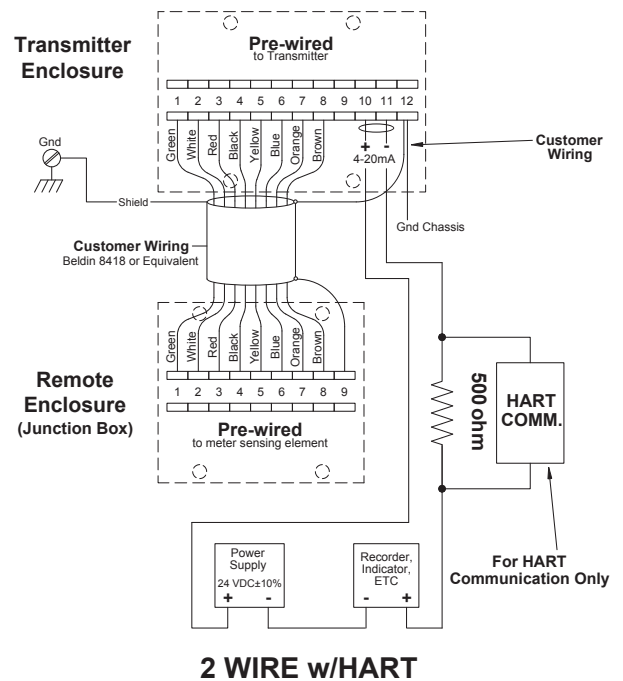 Transmitter
Enclosure
Pre-wired
to Transmitter
1 2 3 4 5 6 7 8 9 10 11 12
Green
White
Red
Black
Yellow
Blue
Orange
Brown
+ -
4-20mA
Customer
Wiring
Gnd
Shield
Gnd Chassis
Customer Wiring
Beldin 8418 or Equivalent
Green
White
Red
Black
Yellow
Blue
Orange
Brown
1 2 3 4 5 6 7 8 9
Remote
Enclosure
(Junction Box)
Pre-wired
to meter sensing element
500 ohm
HART
COMM.
For HART
Communication Only
Power
Supply
24 VDC±10%
+ -
Recorder,
Indicator,
ETC
- +
2 WIRE w/HART